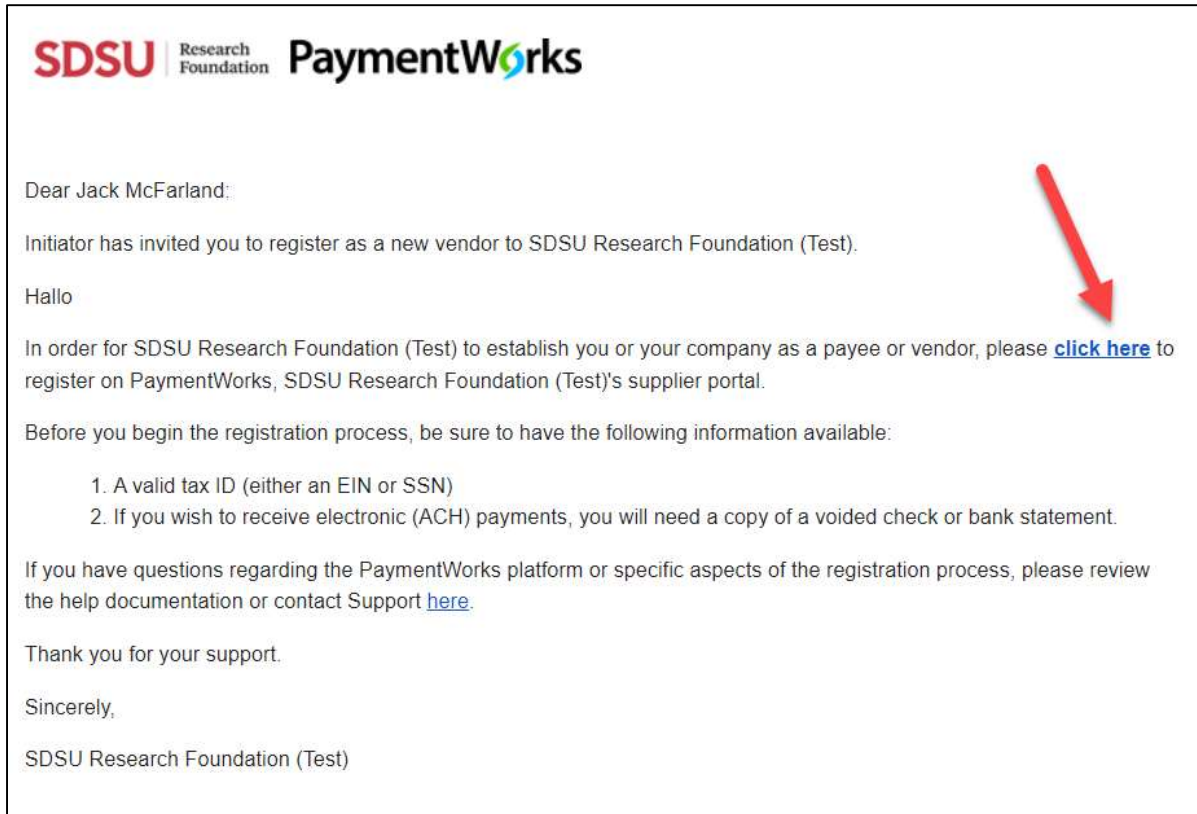 SDSU Research Foundation PaymentWorks
Dear Jack McFarland:
Initiator has invited you to register as a new vendor to SDSU Research Foundation (Test).
Hallo
In order for SDSU Research Foundation (Test) to establish you or your company as a payee or vendor, please click here to
register on PaymentWorks, SDSU Research Foundation (Test)'s supplier portal.
Before you begin the registration process, be sure to have the following information available:
1. A valid tax ID (either an EIN or SSN)
2. If you wish to receive electronic (ACH) payments, you will need a copy of a voided check or bank statement.
If you have questions regarding the PaymentWorks platform or specific aspects of the registration process, please review
the help documentation or contact Support here.
Thank you for your support.
Sincerely,
SDSU Research Foundation (Test)